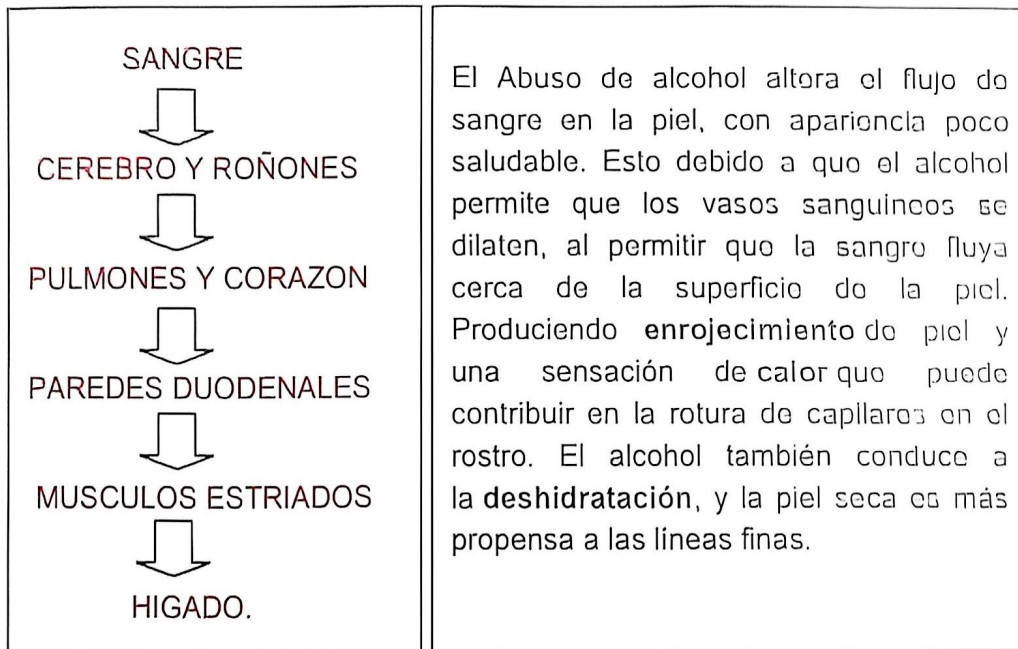 SANGRE
CEREBRO Y ROÑONES
PULMONES Y CORAZON
PAREDES DUODENALES
MUSCULOS ESTRIADOS
HIGADO.
El Abuso de alcohol altera el flujo de
sangre en la piel, con apariencia poco
saludable. Esto debido a que el alcohol
permite que los vasos sanguineos se
dilaten, al permitir que la sangre fluya
cerca de la superficie de la piel.
Produciendo enrojecimiento de piel y
una sensación de calor que puede
contribuir en la rotura de capilares en el
rostro. El alcohol también conduce a
la deshidratación, y la piel seca es más
propensa a las líneas finas.